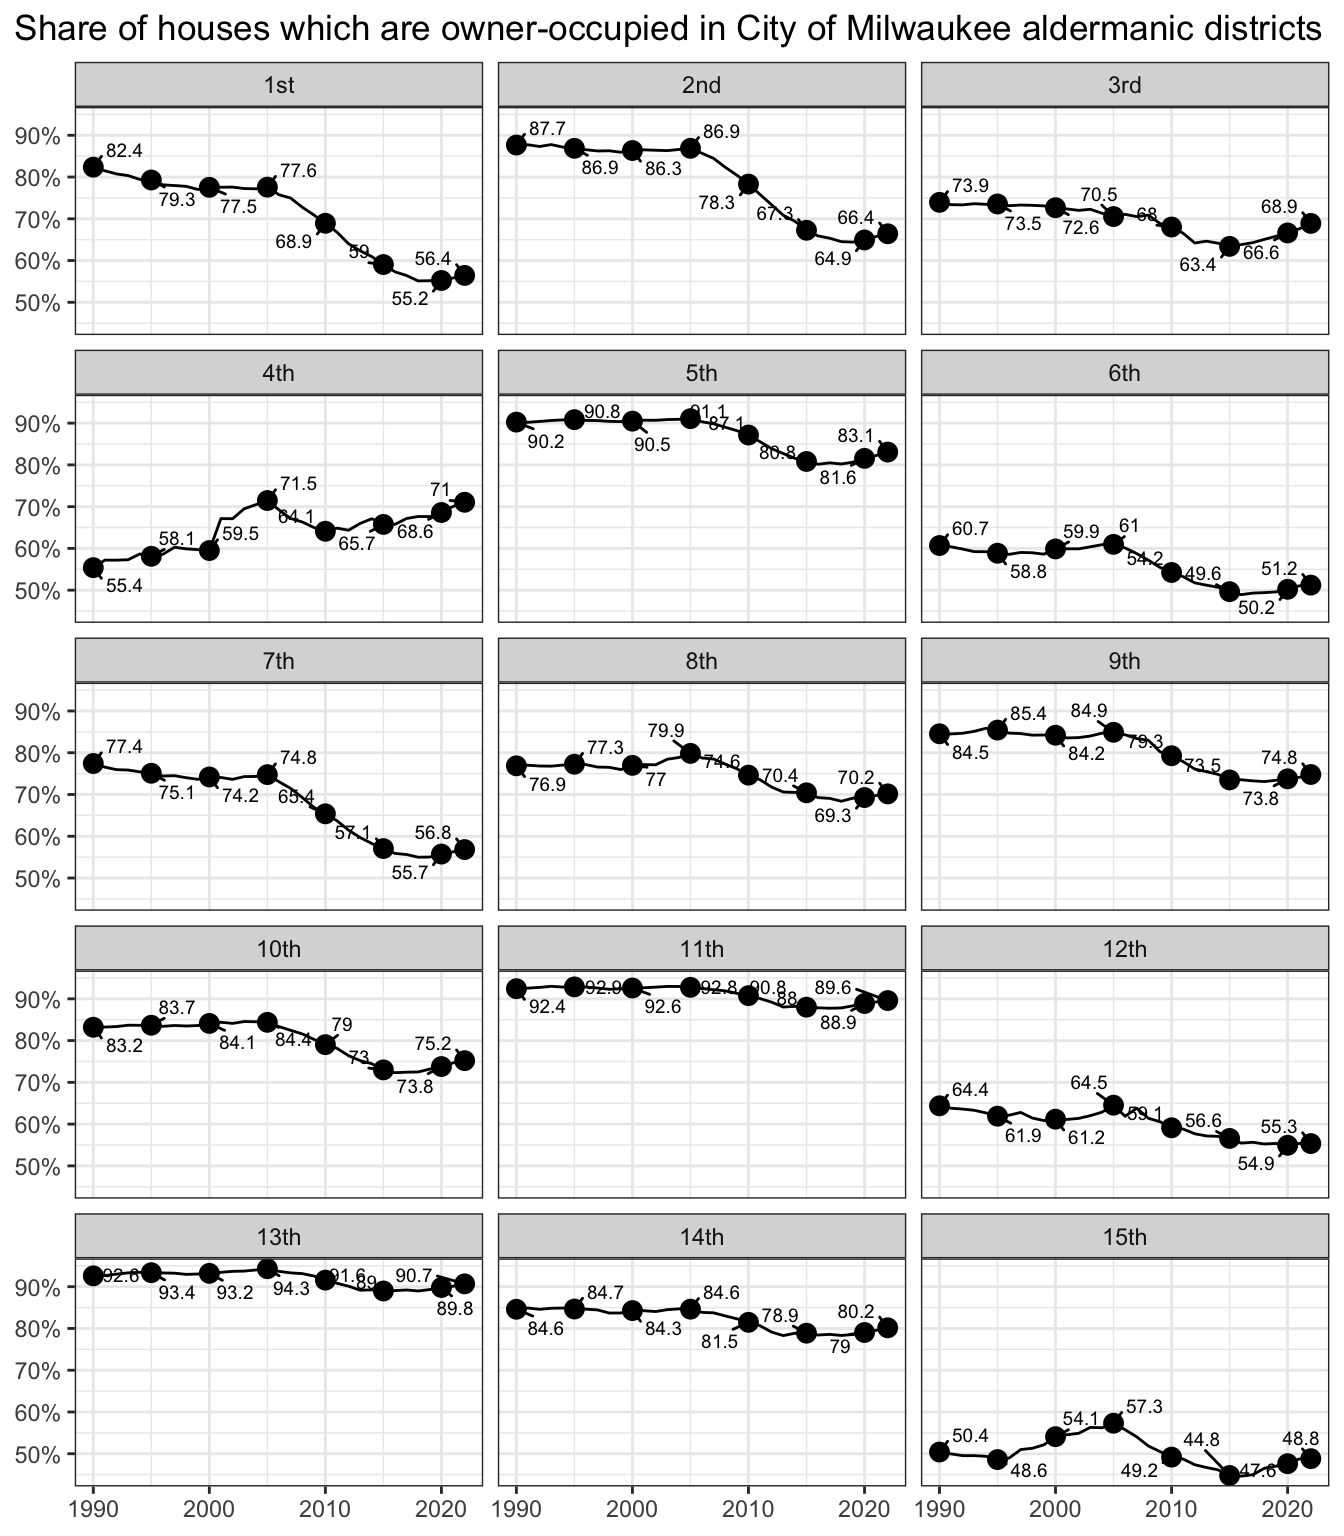 Share of houses which are owner-occupied in City of Milwaukee aldermanic districts
1st 2nd 3rd
90%
80%
70%
60%
50%
82.4 79.3 77.5 77.6 68.9 59 55.2 56.4
87.7 86.9 86.3 86.9 78.3 67.3 64.9 66.4
73.9 73.5 72.6 70.5 68 63.4 66.6 68.9
4th 5th 6th
90%
80%
70%
60%
50%
55.4 58.1 59.5 71.5 64.1 65.7 68.6 71
90.2 90.8 90.5 91.1 87.1 80.8 81.6 83.1
60.7 58.8 59.9 61 54.2 49.6 50.2 51.2
7th 8th 9th
90%
80%
70%
60%
50%
77.4 75.1 74.2 74.8 65.4 57.1 55.7 56.8
76.9 77.3 77 79.9 74.6 70.4 69.3 70.2
84.5 85.4 84.2 84.9 79.3 73.5 73.8 74.8
10th 11th 12th
90%
80%
70%
60%
50%
83.2 83.7 84.1 84.4 79 73 73.8 75.2
92.4 92.9 92.6 92.8 90.8 88 88.9 89.6
64.4 61.9 61.2 64.5 59.1 56.6 54.9 55.3
13th 14th 15th
90%
80%
70%
60%
50%
92.6 93.4 93.2 94.3 91.6 89 89.8 90.7
84.6 84.7 84.3 84.6 81.5 78.9 79 80.2
50.4 48.6 54.1 57.3 49.2 44.8 47.6 48.8
1990 2000 2010 2020 1990 2000 2010 2020 1990 2000 2010 2020